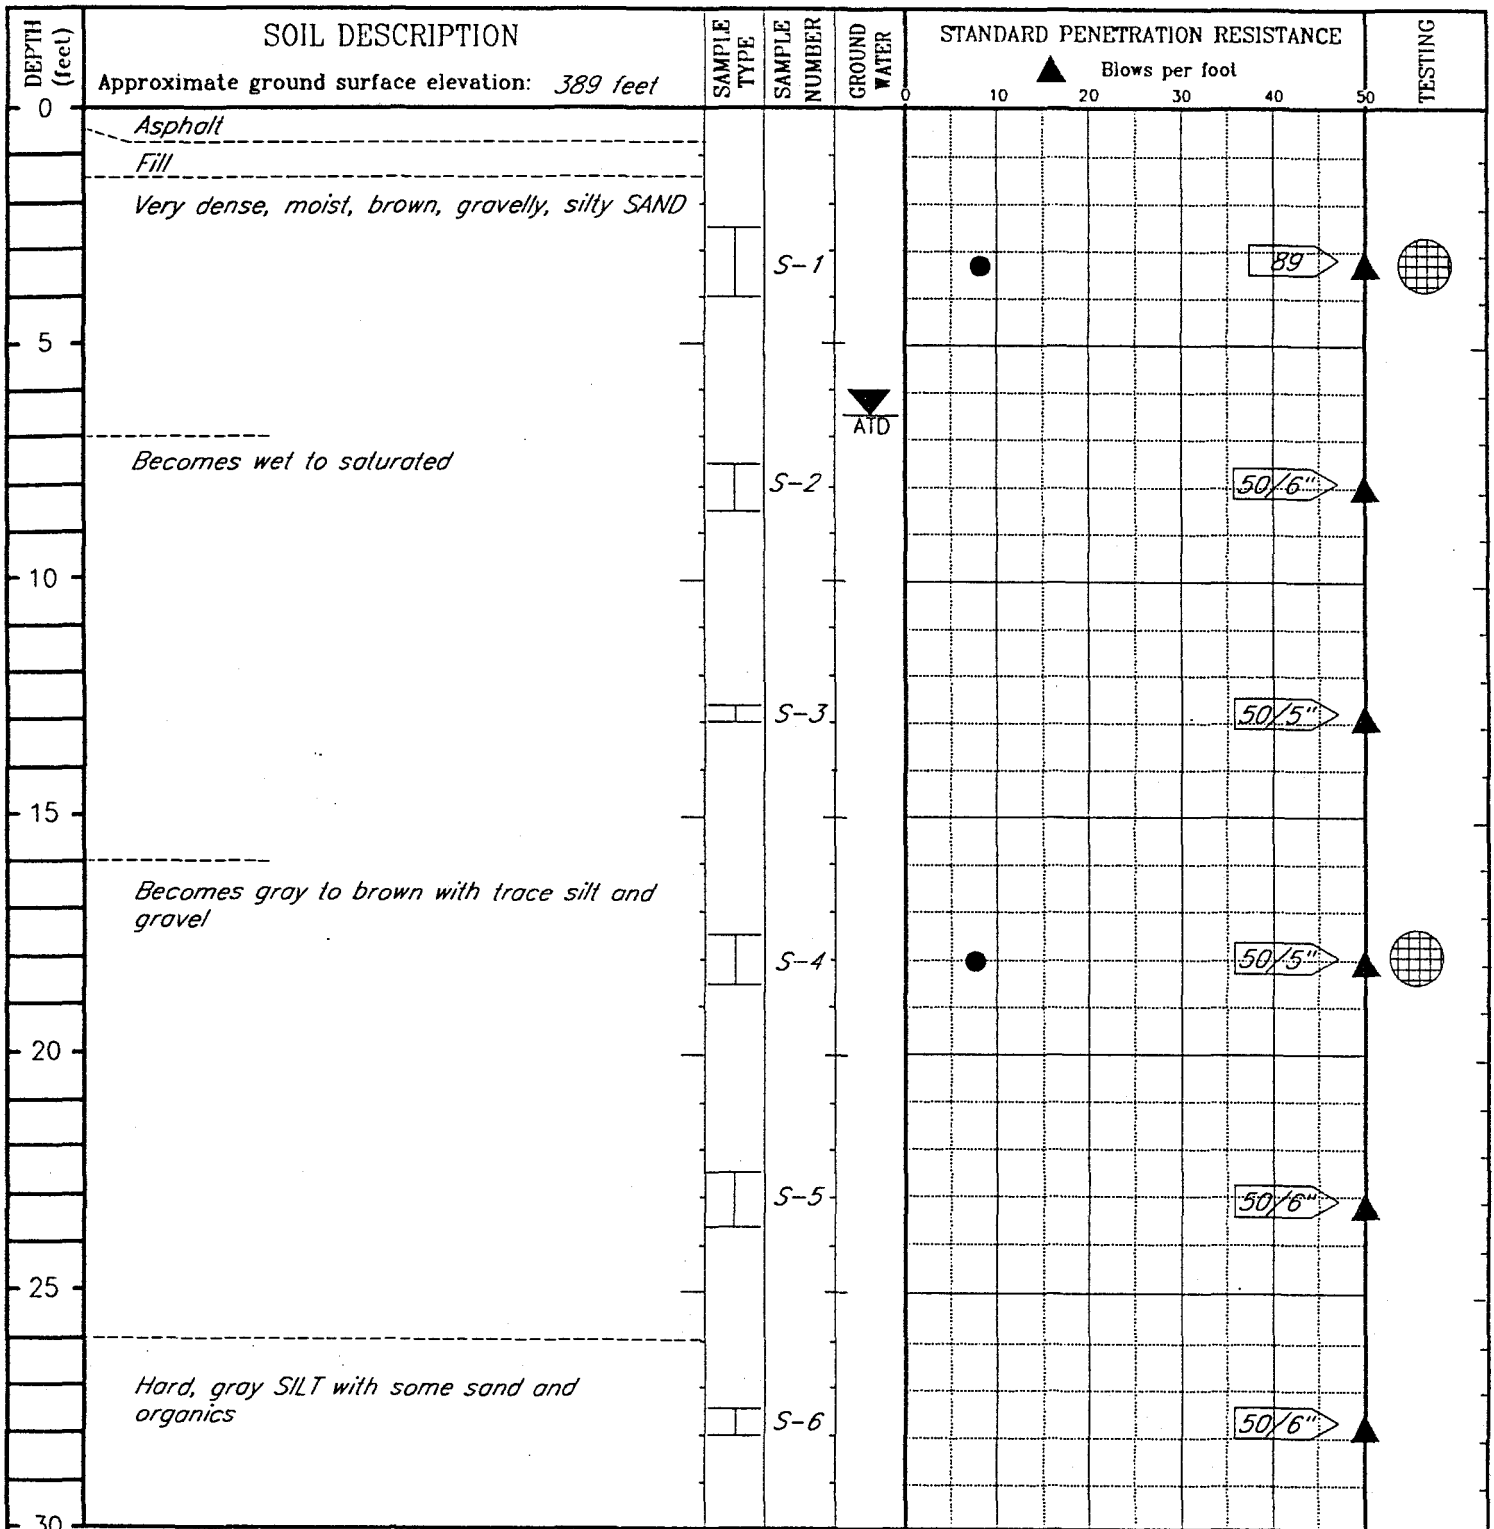 DEPTH (feet)
SOIL DESCRIPTION
Approximate ground surface elevation: 389 feet
SAMPLE TYPE
SAMPLE NUMBER
GROUND WATER
STANDARD PENETRATION RESISTANCE
▲ Blows per foot
0 10 20 30 40 50
TESTING
0
Asphalt
Fill
Very dense, moist, brown, gravelly, silty SAND
S-1
89
5
ATD
Becomes wet to saturated
S-2
50/6"
10
S-3
50/5"
15
Becomes gray to brown with trace silt and
gravel
S-4
50/5"
20
S-5
50/6"
25
Hard, gray SILT with some sand and
organics
S-6
50/6"
30